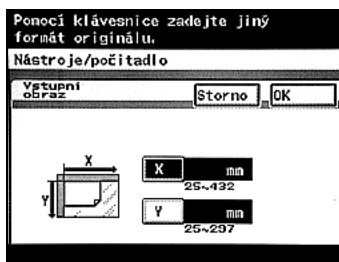 Pomocí klávesnice zadejte jiný
formát originálu.
Nástroje/počitadlo
Vstupní
obraz
Storno
OK
X
X mm
25~432
Y
Y mm
25~297